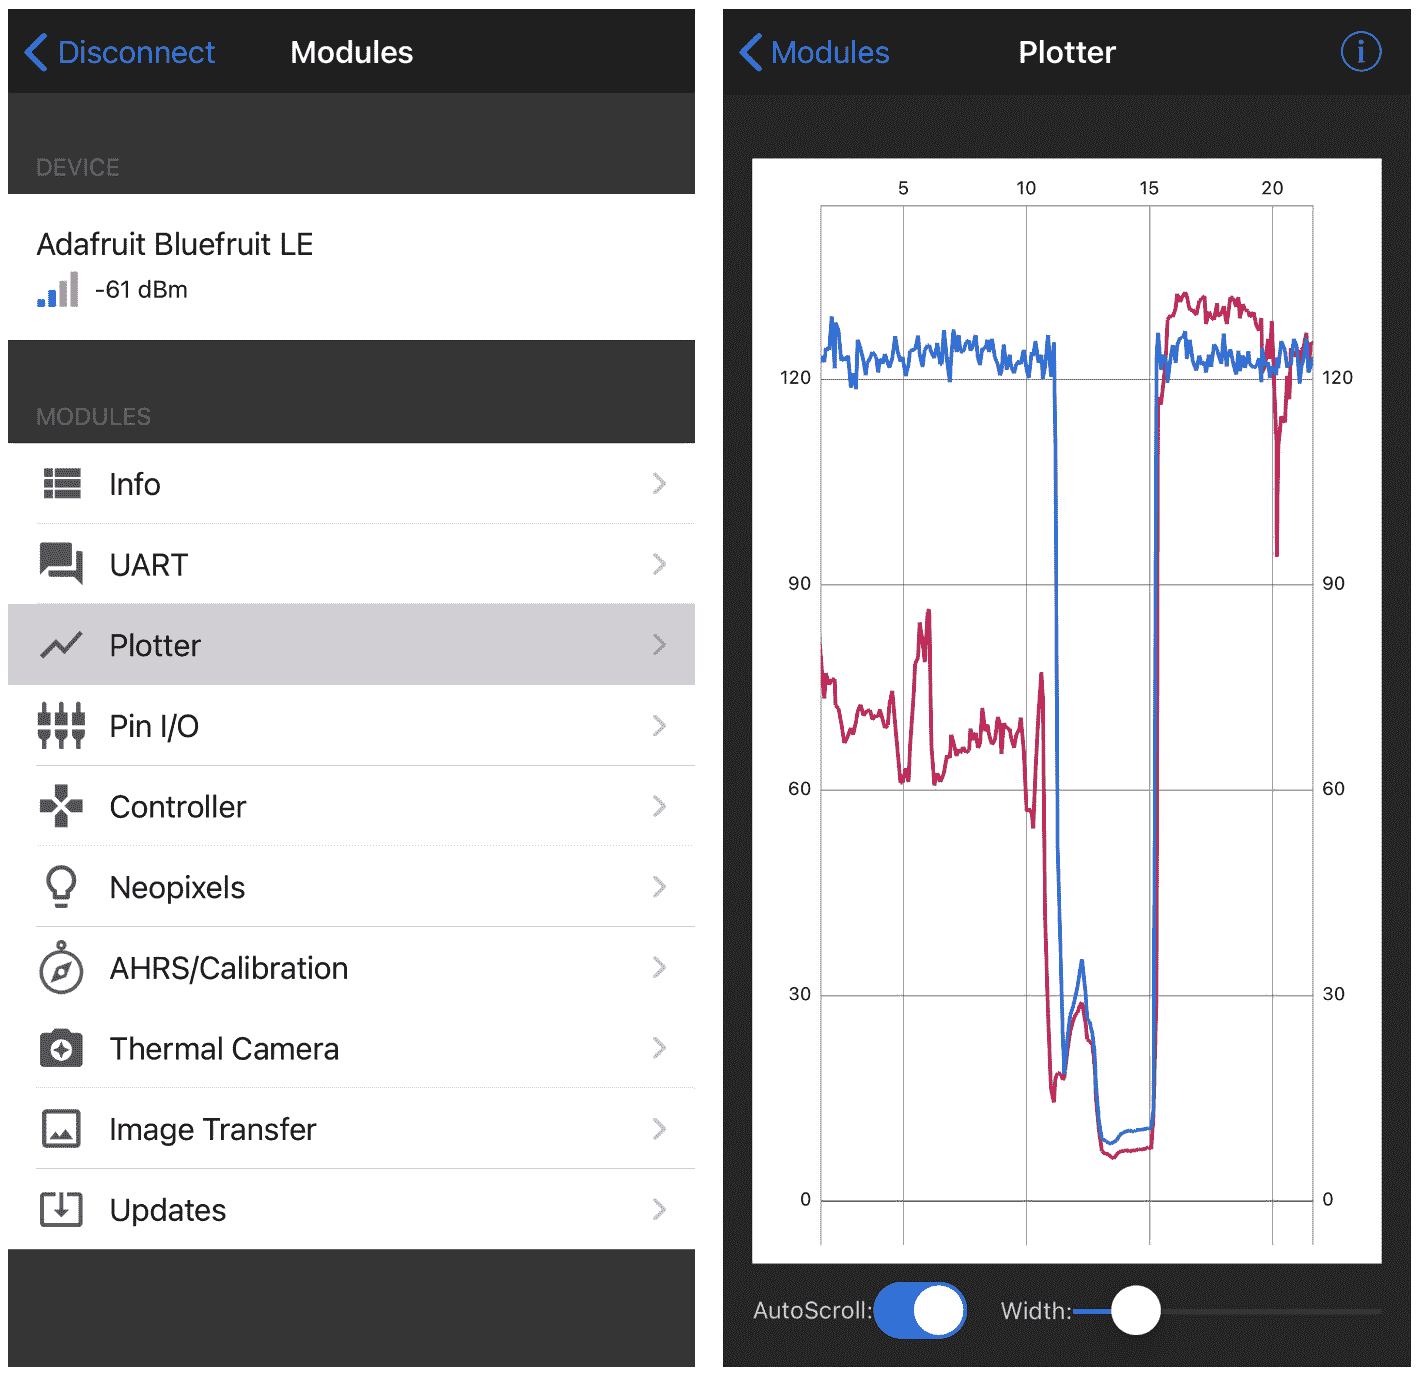 Disconnect
Modules
DEVICE
Adafruit Bluefruit LE
-61 dBm
MODULES
Info
UART
Plotter
Pin I/O
Controller
Neopixels
AHRS/Calibration
Thermal Camera
Image Transfer
Updates
Modules
Plotter
i
5 10 15 20
120 120
90 90
60 60
30 30
0 0
AutoScroll: Width: